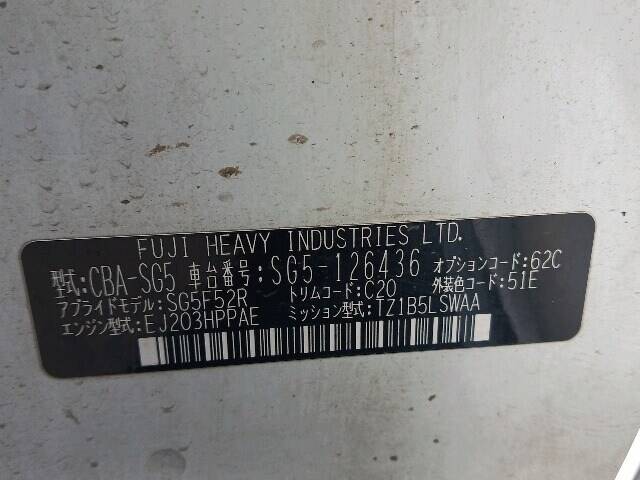 FUJI HEAVY INDUSTRIES LTD.
型式:CBA-SG5 車台番号:SG5-126436 オプションコード:62C
アプライドモデル:SG5F52R トリムコード:C20 外装色コード:51E
エンジン型式:EJ203HPPAE ミッション型式:TZ1B5LSWAA